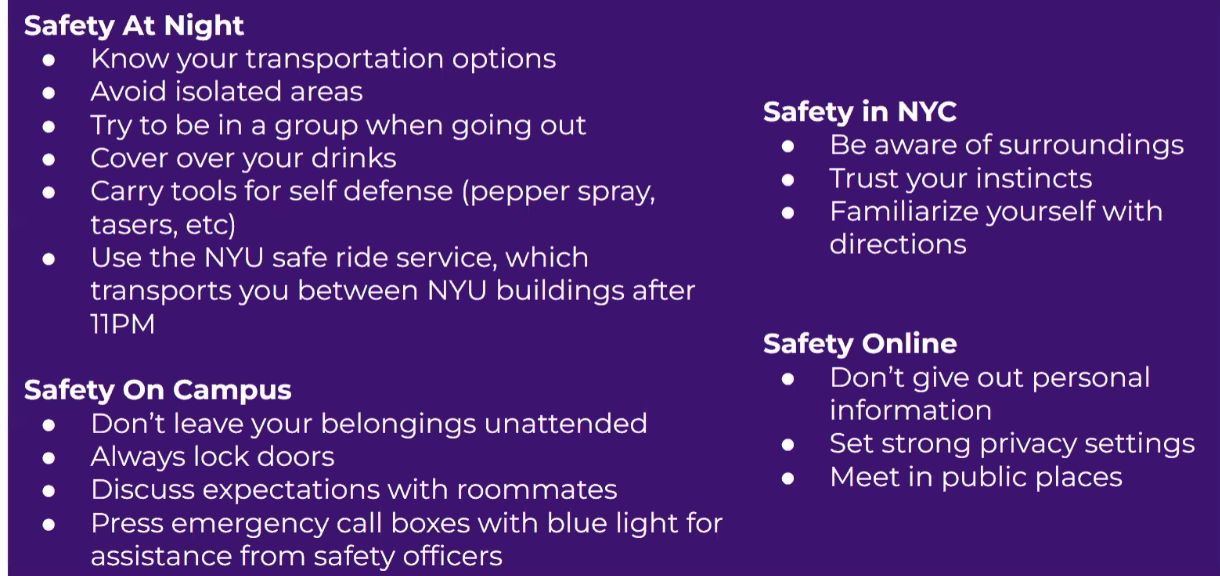 Safety At Night
● Know your transportation options
● Avoid isolated areas
● Try to be in a group when going out
● Cover over your drinks
● Carry tools for self defense (pepper spray,
tasers, etc)
● Use the NYU safe ride service, which
transports you between NYU buildings after
11PM
Safety On Campus
● Don’t leave your belongings unattended
● Always lock doors
● Discuss expectations with roommates
● Press emergency call boxes with blue light for
assistance from safety officers
Safety in NYC
● Be aware of surroundings
● Trust your instincts
● Familiarize yourself with
directions
Safety Online
● Don’t give out personal
information
● Set strong privacy settings
● Meet in public places